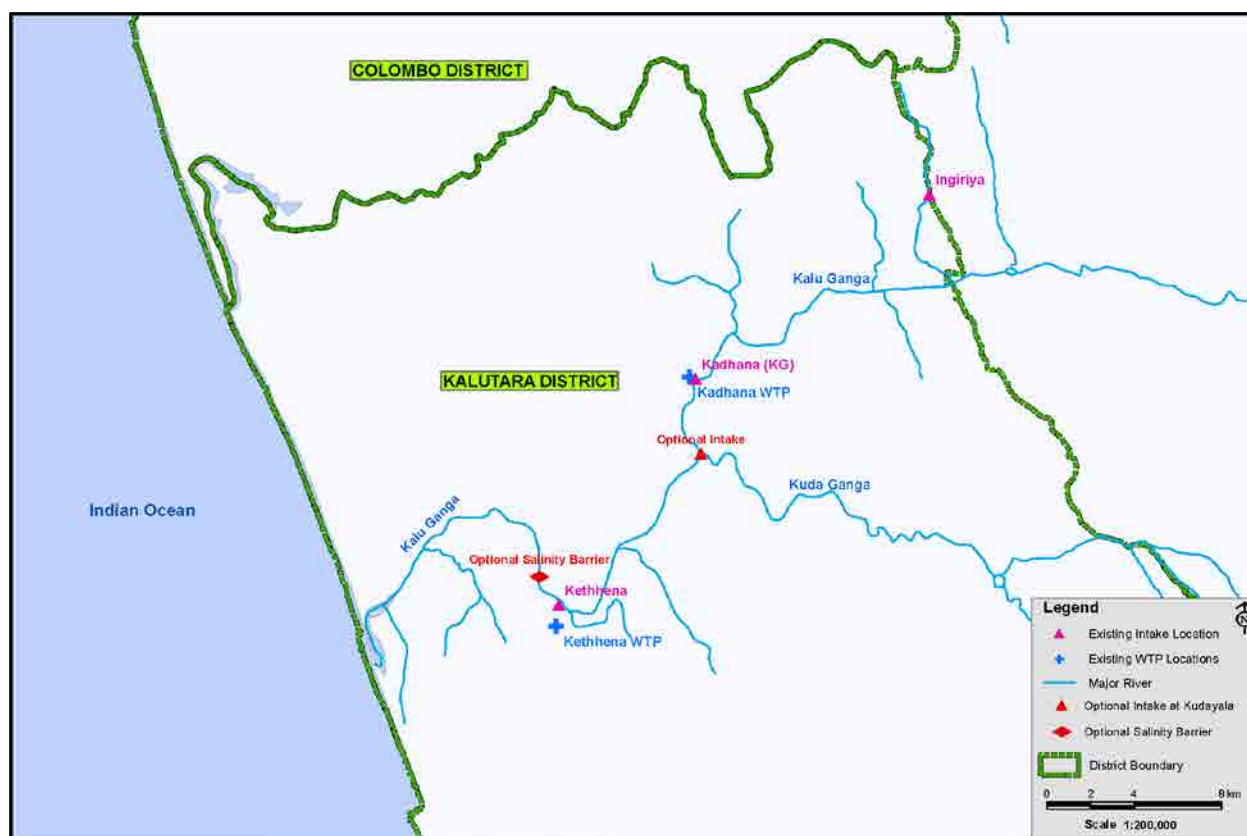 COLOMBO DISTRICT
Ingiriya
Kalu Ganga
Kadhana (KG)
KALUTARA DISTRICT
Kadhana WTP
Optional Intake
Kuda Ganga
Indian Ocean
Kalu Ganga
Optional Salinity Barrier
Kethhena
Kethhena WTP
Legend
N
Existing Intake Location
Existing WTP Locations
Major River
Optional Intake at Kudayala
Optional Salinity Barrier
District Boundary
0 2 4 8 km
Scale 1:200,000